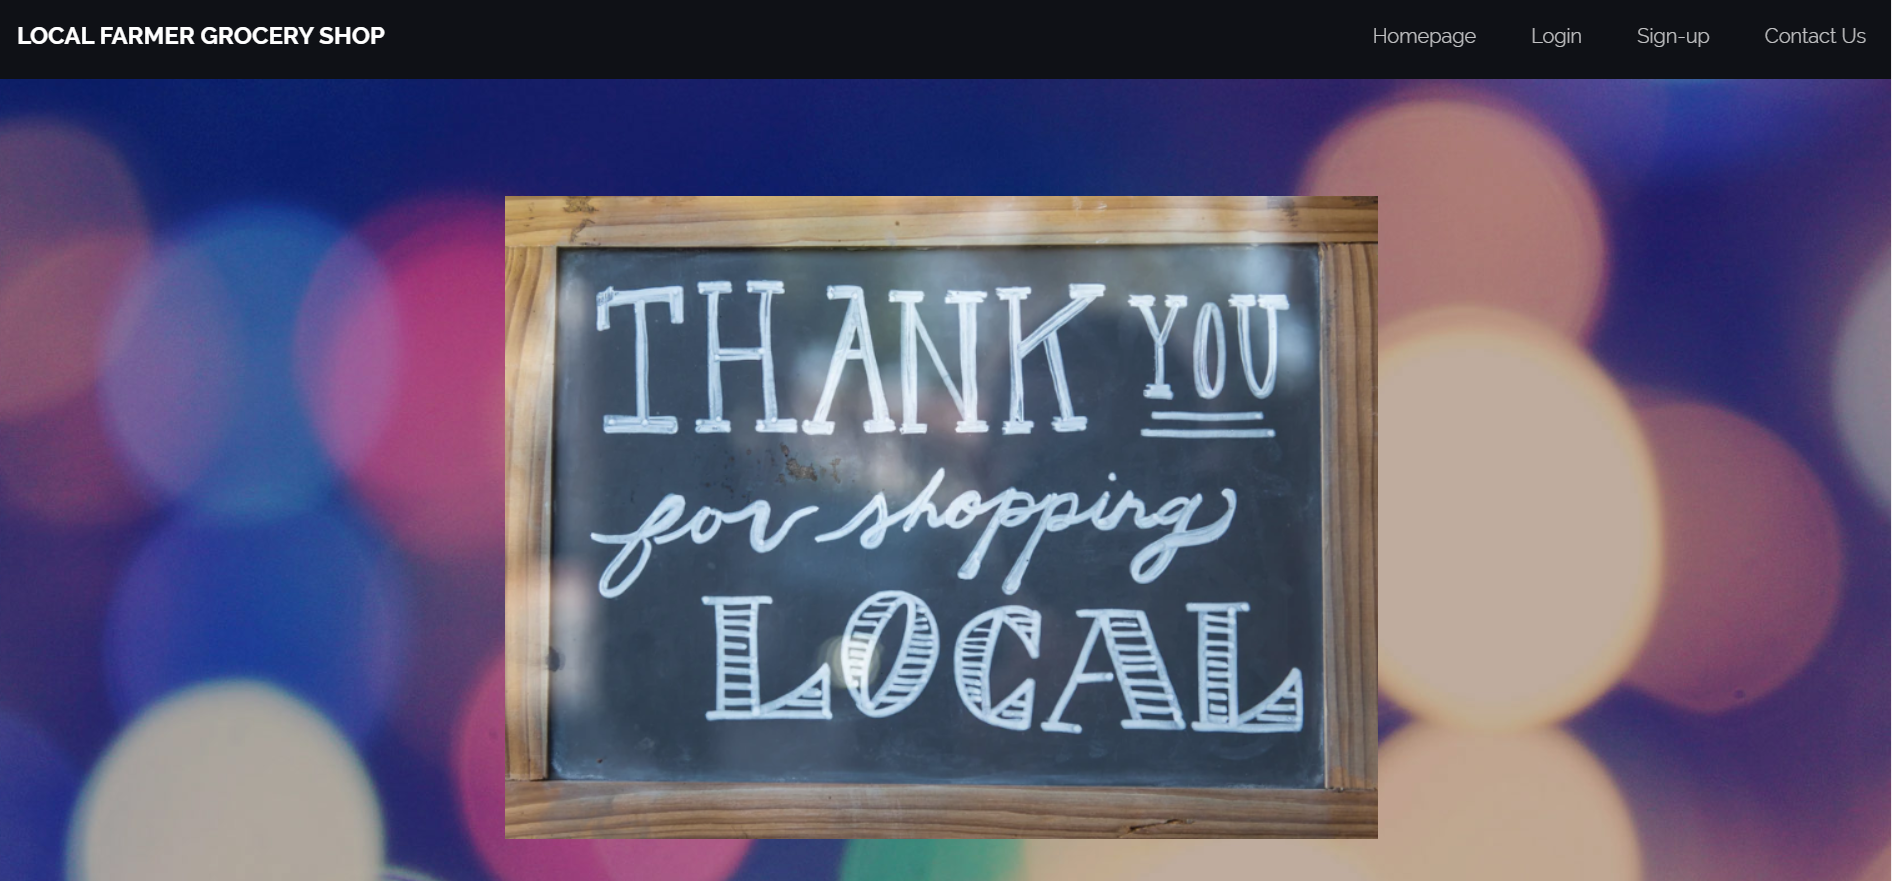 LOCAL FARMER GROCERY SHOP
Homepage Login Sign-up Contact Us
THANK YOU
for shopping
LOCAL